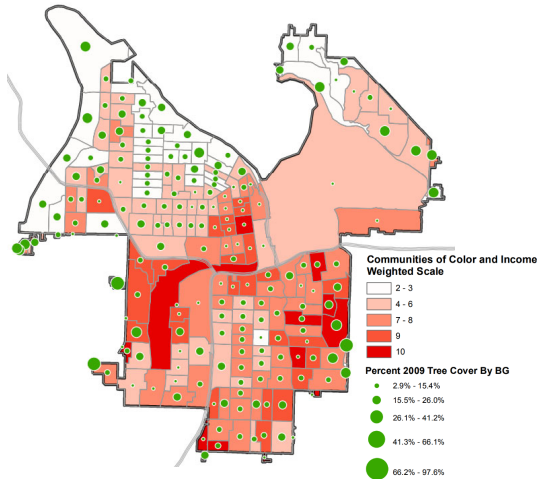 Communities of Color and Income
Weighted Scale
2 - 3
4 - 6
7 - 8
9
10
Percent 2009 Tree Cover By BG
2.9% - 15.4%
15.5% - 26.0%
26.1% - 41.2%
41.3% - 66.1%
66.2% - 97.6%